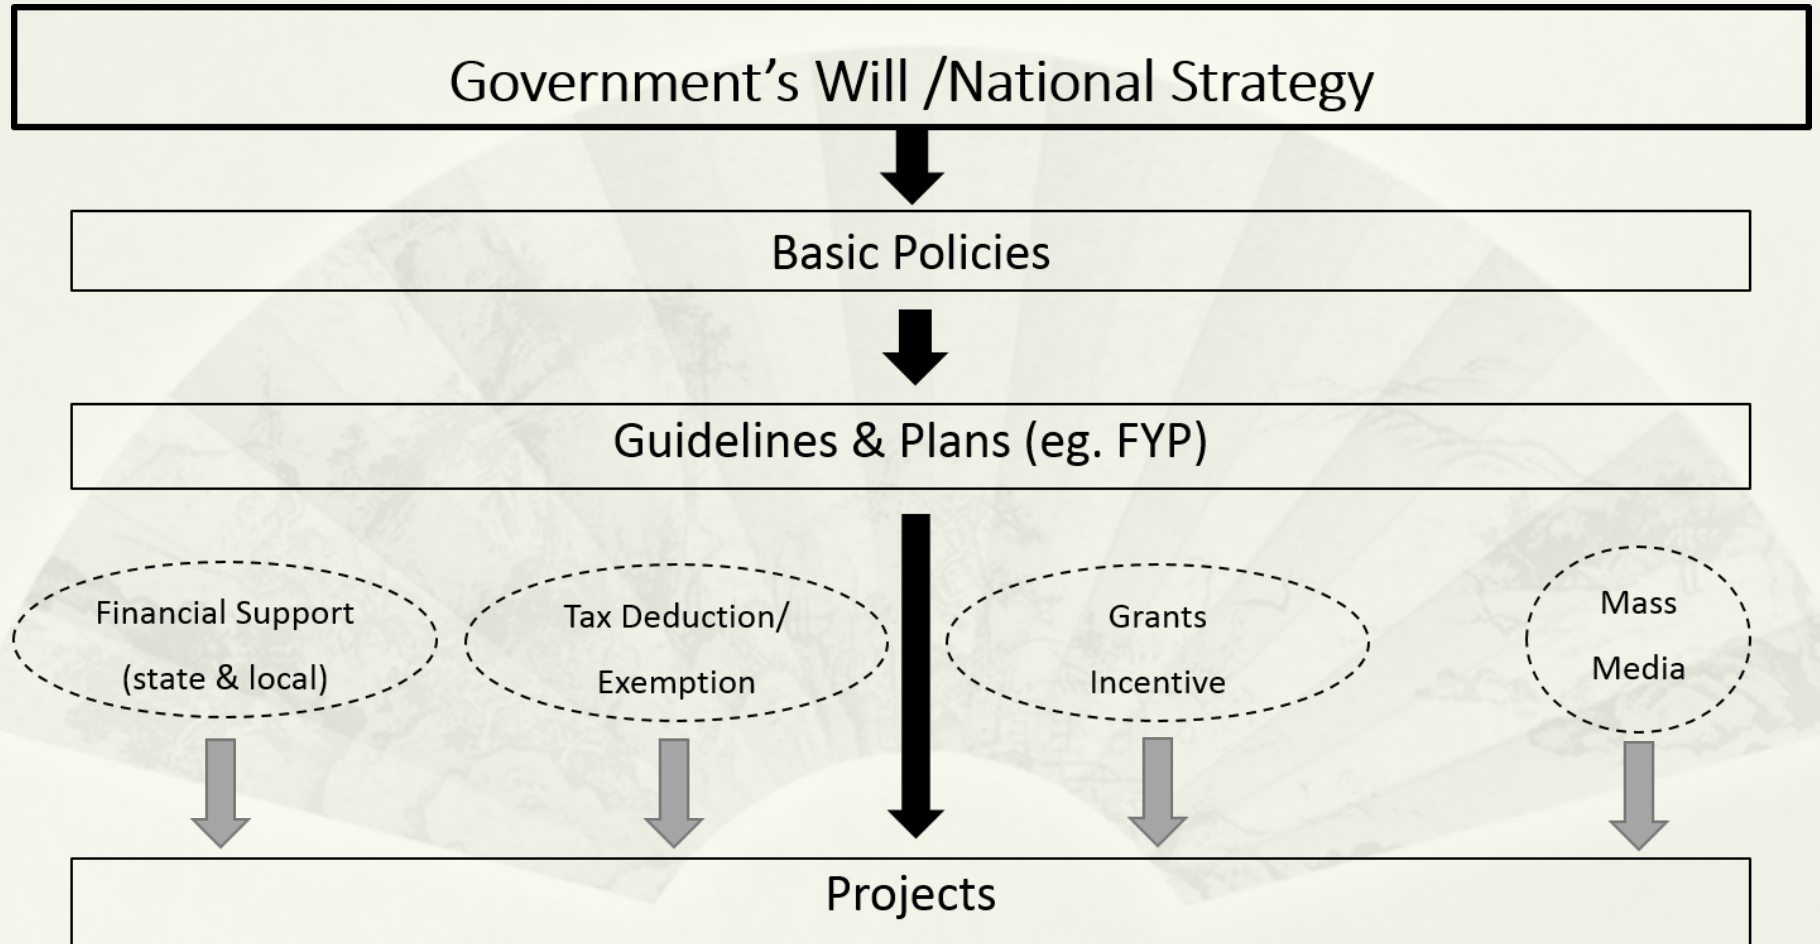 Government’s Will /National Strategy
Basic Policies
Guidelines & Plans (eg. FYP)
Financial Support
(state & local)
Tax Deduction/
Exemption
Grants
Incentive
Mass
Media
Projects